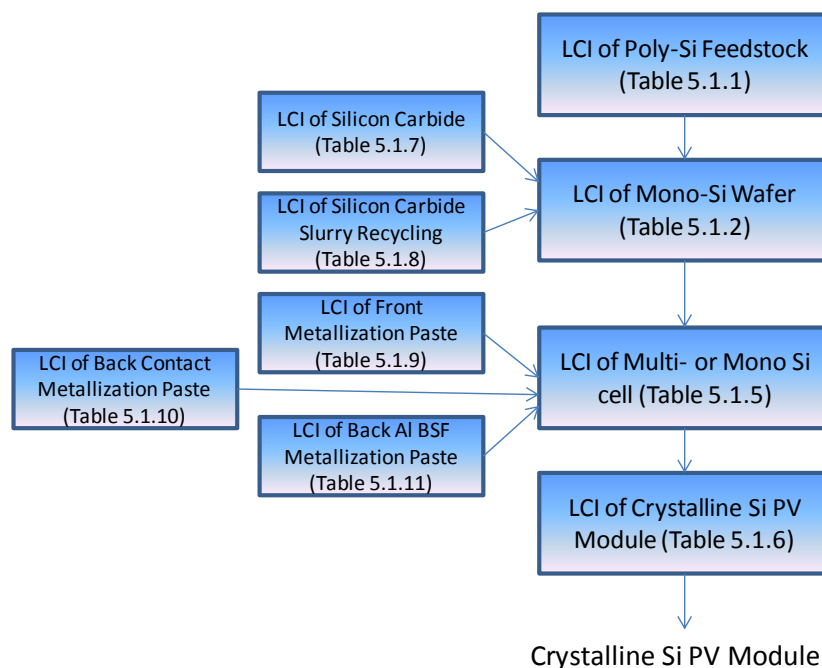 LCI of Poly-Si Feedstock
(Table 5.1.1)
LCI of Silicon Carbide
(Table 5.1.7)
LCI of Mono-Si Wafer
(Table 5.1.2)
LCI of Silicon Carbide
Slurry Recycling
(Table 5.1.8)
LCI of Front
Metallization Paste
(Table 5.1.9)
LCI of Multi- or Mono Si
cell (Table 5.1.5)
LCI of Back Contact
Metallization Paste
(Table 5.1.10)
LCI of Back Al BSF
Metallization Paste
(Table 5.1.11)
LCI of Crystalline Si PV
Module (Table 5.1.6)
Crystalline Si PV Module